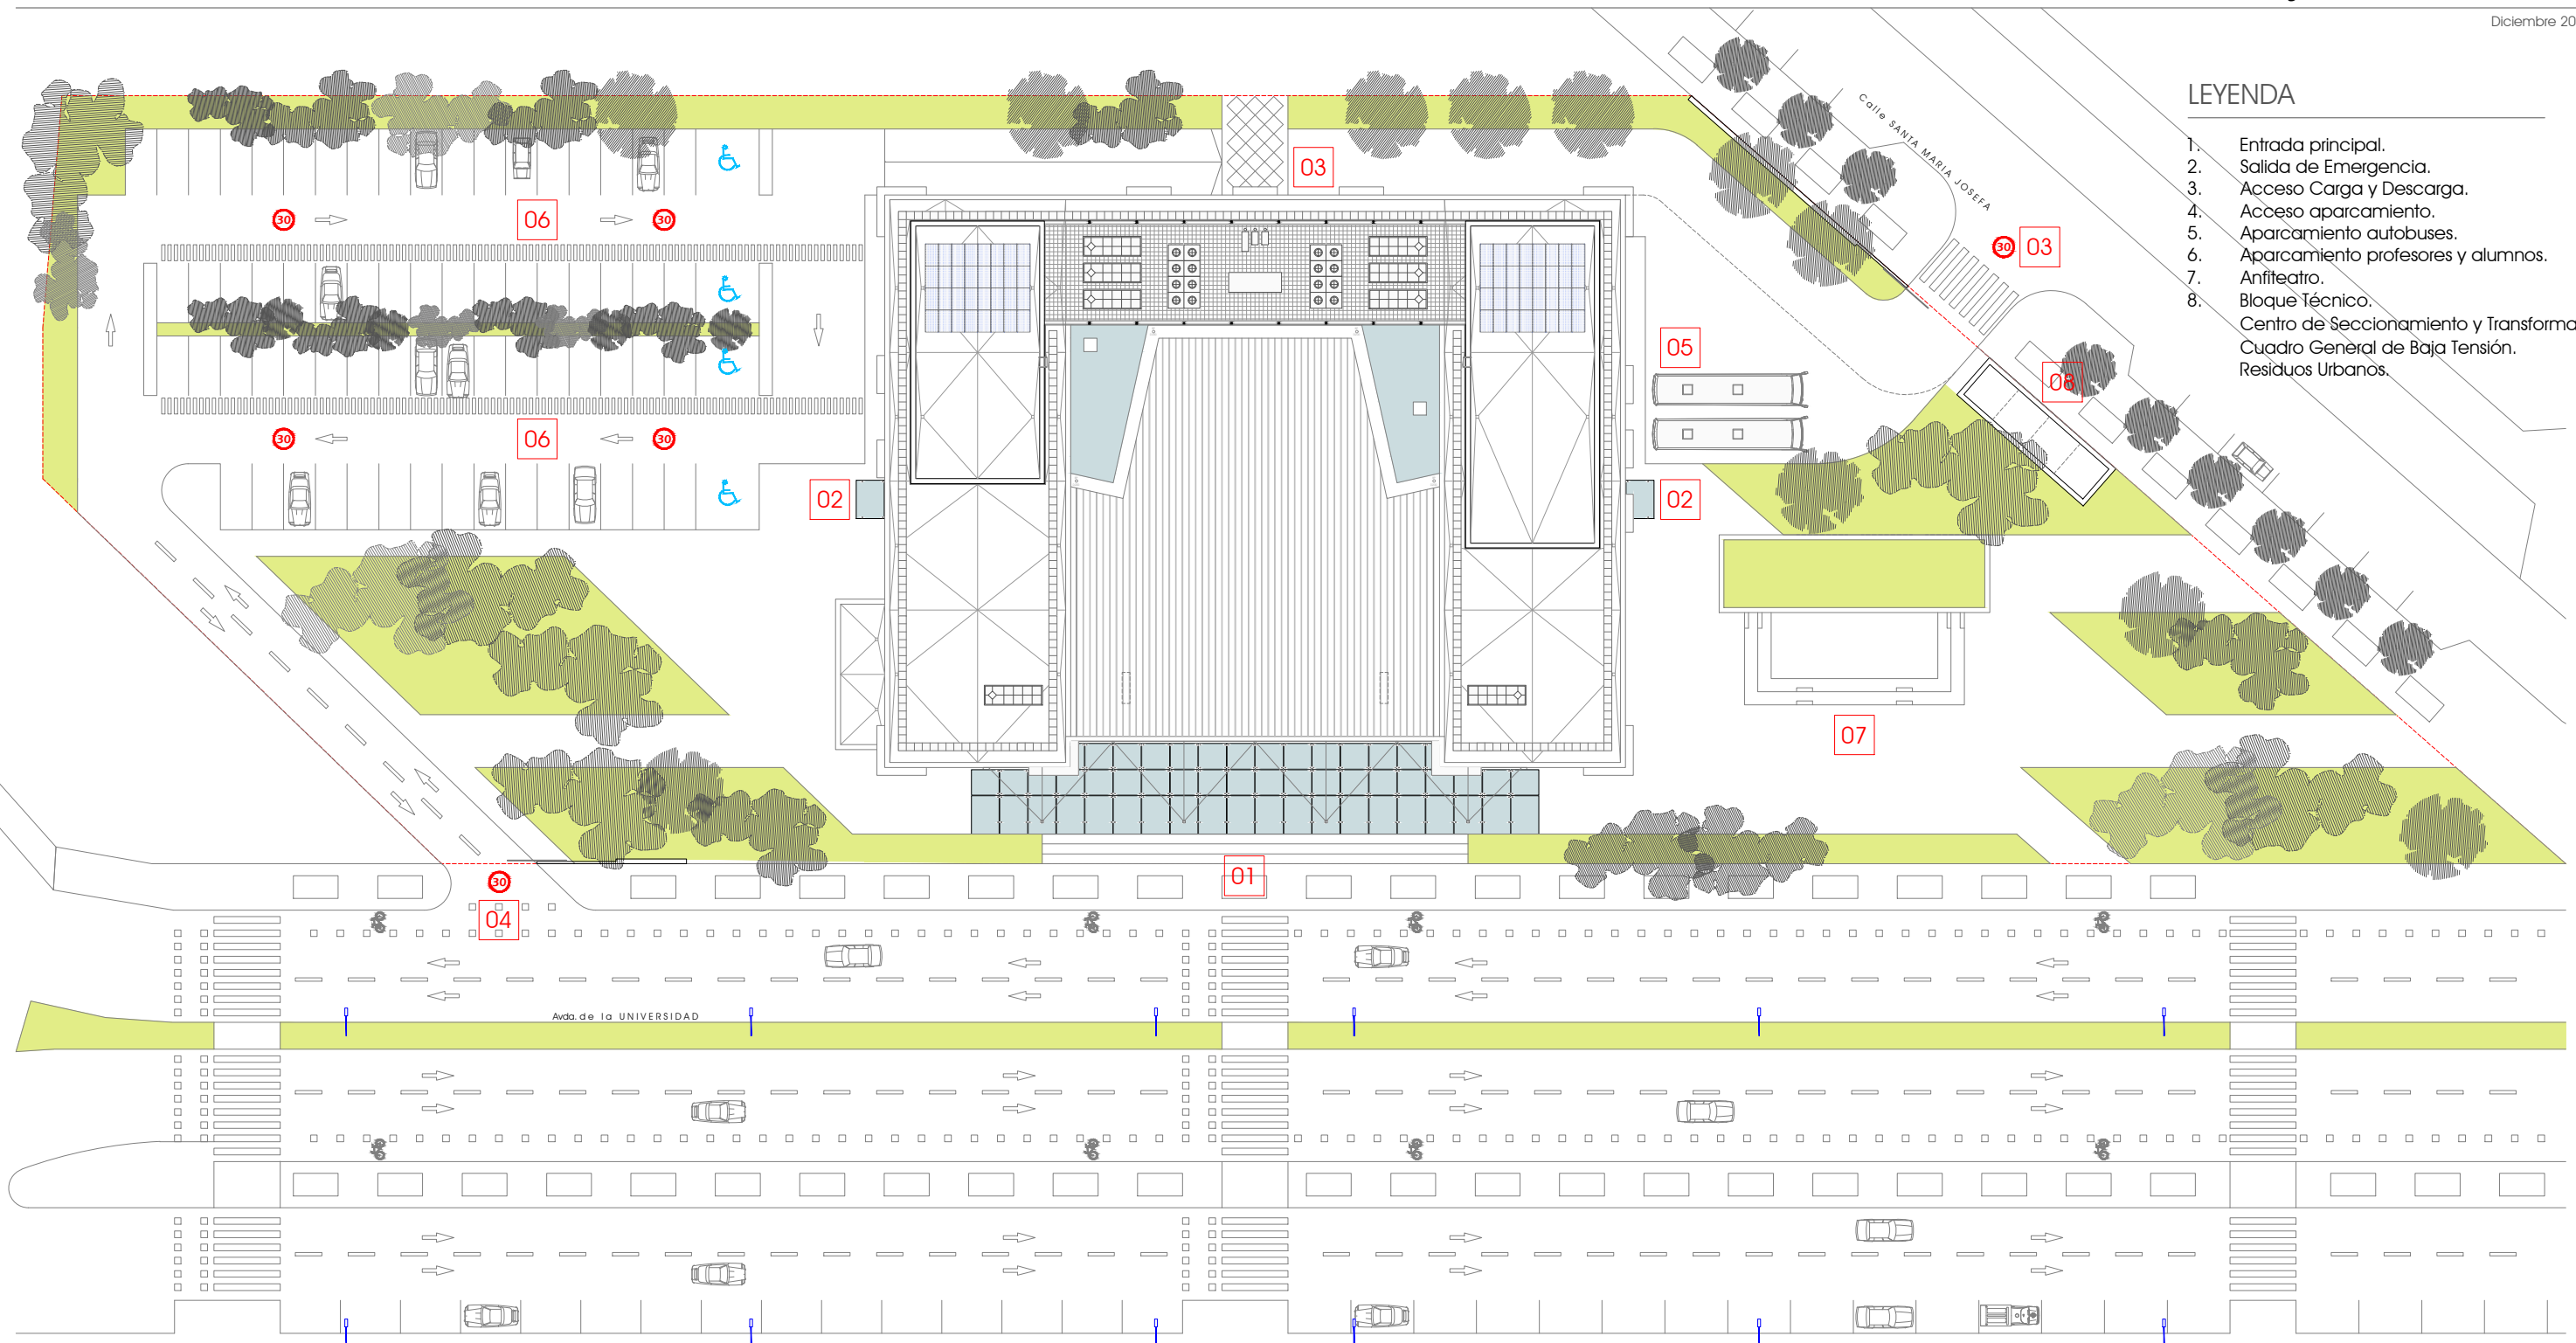 Diciembre 20
LEYENDA
1. Entrada principal.
2. Salida de Emergencia.
3. Acceso Carga y Descarga.
4. Acceso aparcamiento.
5. Aparcamiento autobuses.
6. Aparcamiento profesores y alumnos.
7. Anfiteatro.
8. Bloque Técnico.
Centro de Seccionamiento y Transforma
Cuadro General de Baja Tensión.
Residuos Urbanos.
Calle SANTA MARIA JOSEFA
03
30 03
30 06 30
05
08
30 06 30
02
02
07
01
30
04
Avda. de la UNIVERSIDAD